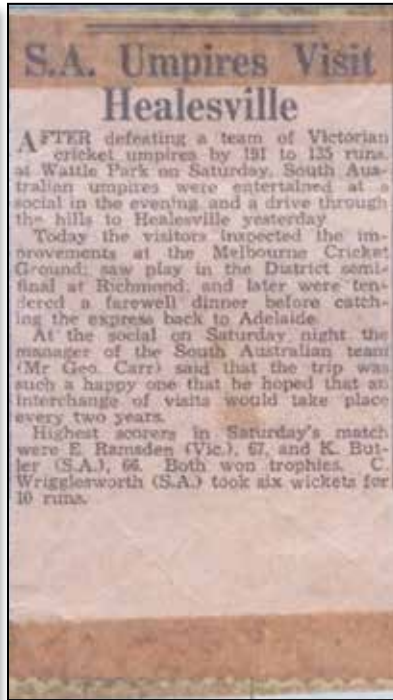 S.A. Umpires Visit
Healesville
AFTER defeating a team of Victorian
cricket umpires by 191 to 135 runs,
at Wattle Park on Saturday, South Aus-
tralian umpires were entertained at a
social in the evening and a drive through
the hills to Healesville yesterday
Today the visitors inspected the im-
provements at the Melbourne Cricket
Ground; saw play in the District semi-
final at Richmond, and later were ten-
dered a farewell dinner before catch-
ing the express back to Adelaide.
At the social on Saturday night the
manager of the South Australian team
(Mr Geo. Carr) said that the trip was
such a happy one that he hoped that an
interchange of visits would take place
every two years.
Highest scorers in Saturday's match
were E. Ramsden (Vic.), 67, and K. But-
ler (S.A.), 66. Both won trophies. C.
Wrigglesworth (S.A.) took six wickets for
10 runs.